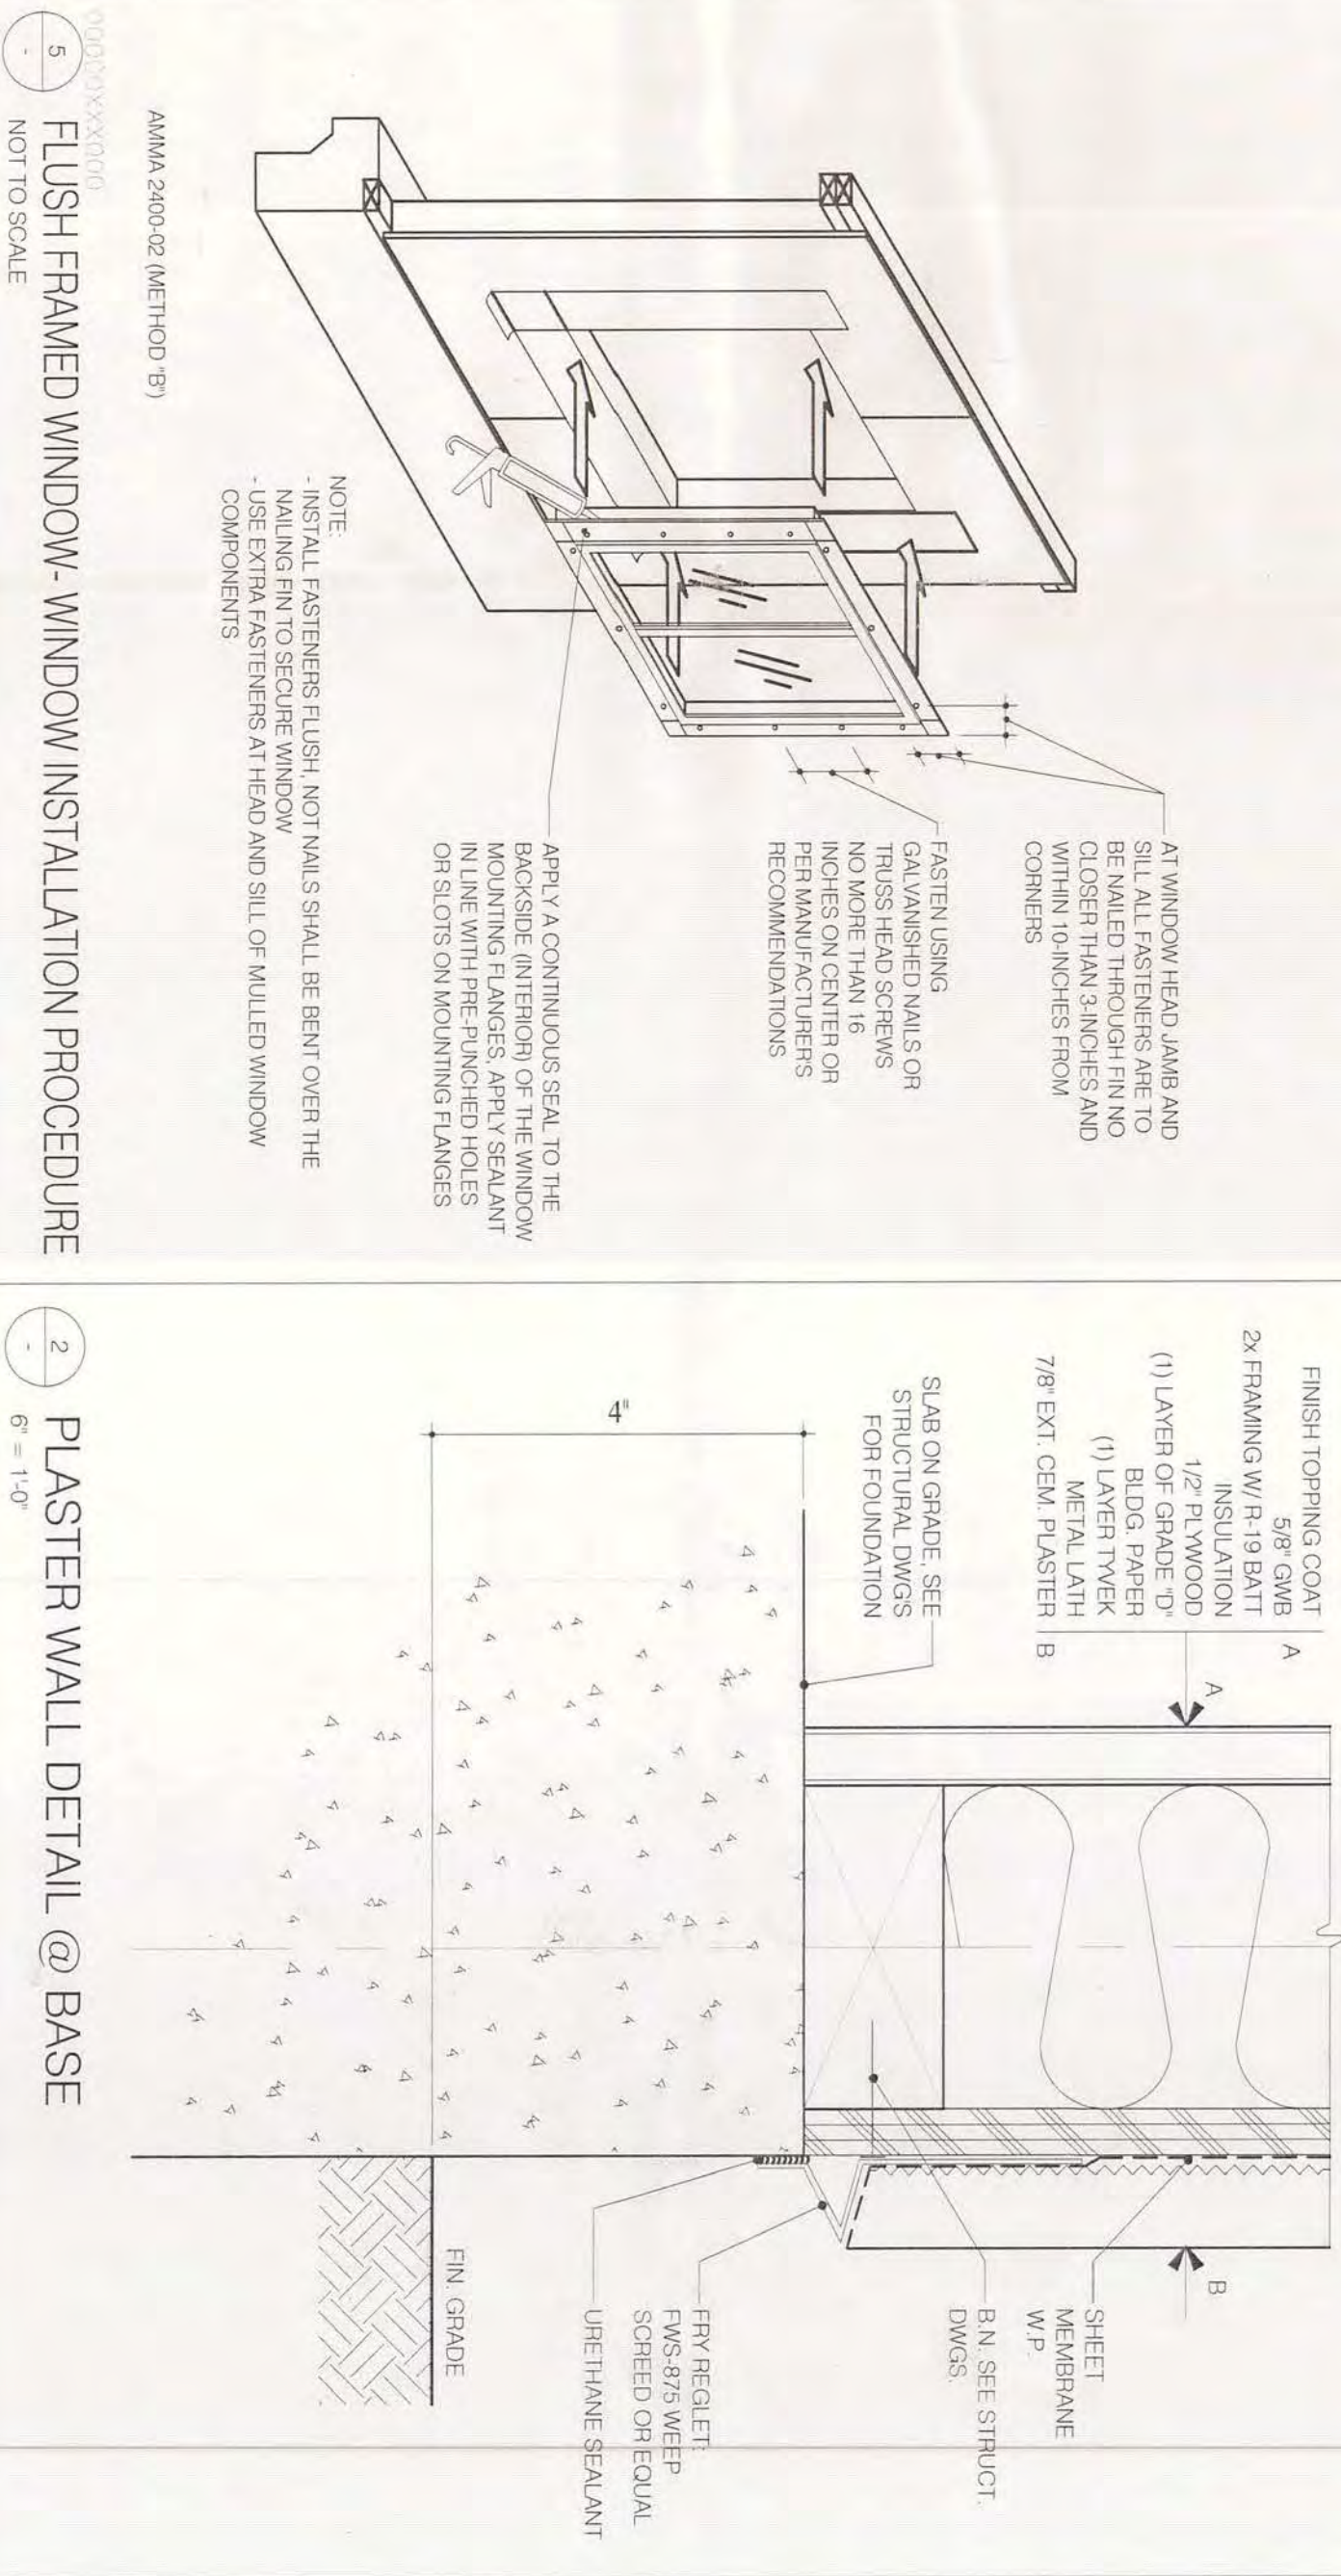 AT WINDOW HEAD JAMB AND
SILL ALL FASTENERS ARE TO
BE NAILED THROUGH FIN NO
CLOSER THAN 3-INCHES AND
WITHIN 10-INCHES FROM
CORNERS
FASTEN USING
GALVANISHED NAILS OR
TRUSS HEAD SCREWS
NO MORE THAN 16
INCHES ON CENTER OR
PER MANUFACTURER'S
RECOMMENDATIONS
APPLY A CONTINUOUS SEAL TO THE
BACKSIDE (INTERIOR) OF THE WINDOW
MOUNTING FLANGES, APPLY SEALANT
IN LINE WITH PRE-PUNCHED HOLES
OR SLOTS ON MOUNTING FLANGES
NOTE:
- INSTALL FASTENERS FLUSH, NOT NAILS SHALL BE BENT OVER THE
NAILING FIN TO SECURE WINDOW
- USE EXTRA FASTENERS AT HEAD AND SILL OF MULLED WINDOW
COMPONENTS
AMMA 2400-02 (METHOD "B")
5
-
FLUSH FRAMED WINDOW- WINDOW INSTALLATION PROCEDURE
NOT TO SCALE
FINISH TOPPING COAT
5/8" GWB
2x FRAMING W/ R-19 BATT
INSULATION
1/2" PLYWOOD
(1) LAYER OF GRADE "D"
BLDG. PAPER
(1) LAYER TYVEK
METAL LATH
7/8" EXT. CEM. PLASTER
A
B
A
B
SHEET
MEMBRANE
W.P.
B.N. SEE STRUCT.
DWGS.
SLAB ON GRADE, SEE
STRUCTURAL DWG'S
FOR FOUNDATION
4"
FRY REGLET:
FWS-875 WEEP
SCREED OR EQUAL
URETHANE SEALANT
FIN. GRADE
2
-
PLASTER WALL DETAIL @ BASE
6" = 1'-0"